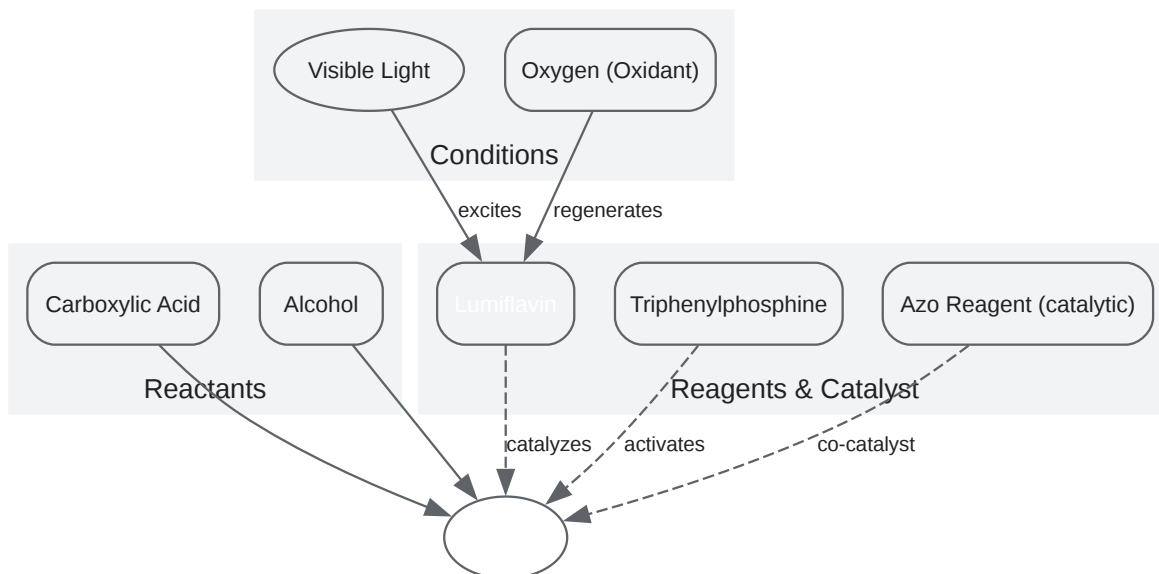 Visible Light
Oxygen (Oxidant)
Conditions
excites
regenerates
Carboxylic Acid
Alcohol
Lumiflavin
Triphenylphosphine
Azo Reagent (catalytic)
Reactants
Reagents & Catalyst
catalyzes
activates
co-catalyst